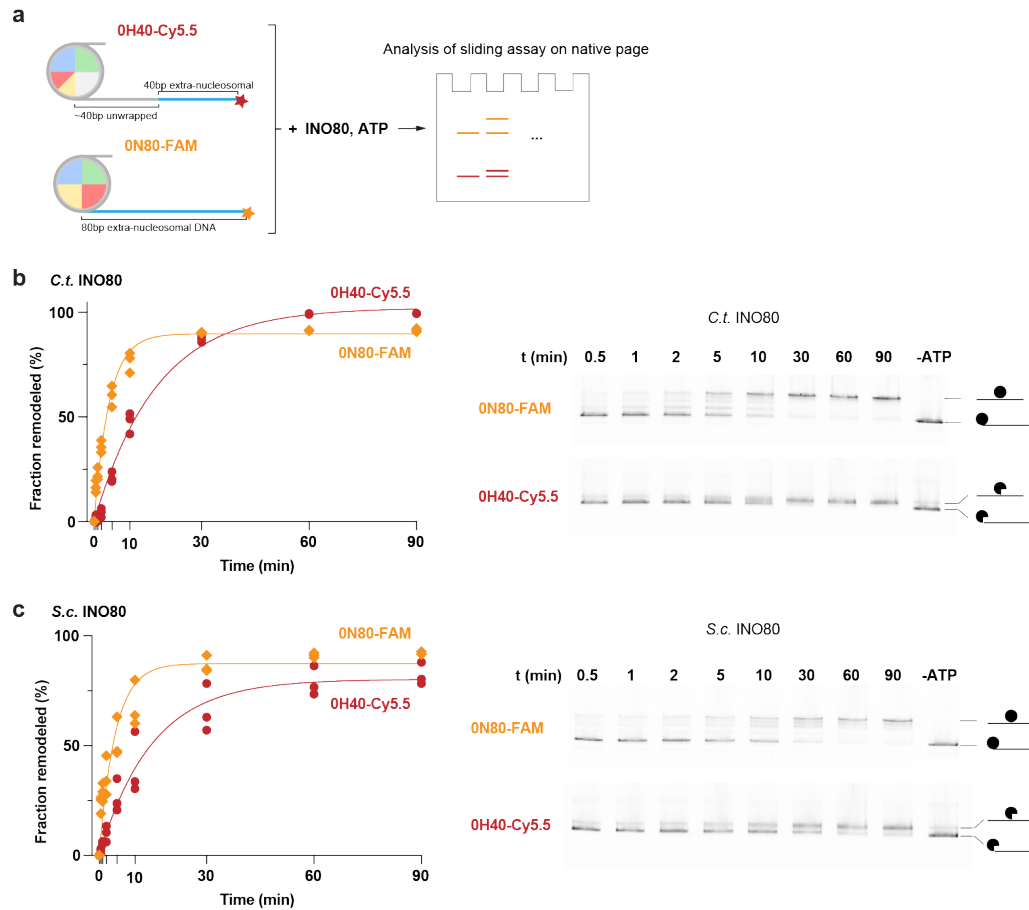 a
0H40-Cy5.5
40bp extra-nucleosomal
~40bp unwrapped
0N80-FAM
80bp extra-nucleosomal DNA
+ INO80, ATP
Analysis of sliding assay on native page
...
b
C.t. INO80
0H40-Cy5.5
0N80-FAM
Fraction remodeled (%)
100
50
0
0 10 30 60 90
Time (min)
C.t. INO80
t (min) 0.5 1 2 5 10 30 60 90 -ATP
0N80-FAM
0H40-Cy5.5
c
S.c. INO80
0N80-FAM
0H40-Cy5.5
Fraction remodeled (%)
100
50
0
0 10 30 60 90
Time (min)
S.c. INO80
t (min) 0.5 1 2 5 10 30 60 90 -ATP
0N80-FAM
0H40-Cy5.5